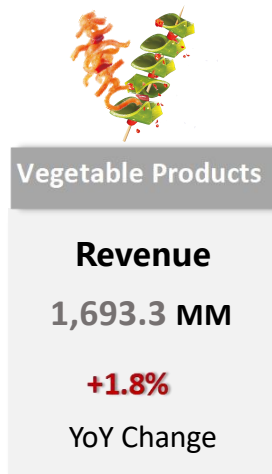 Vegetable Products
Revenue
1,693.3 MM
+1.8%
YoY Change